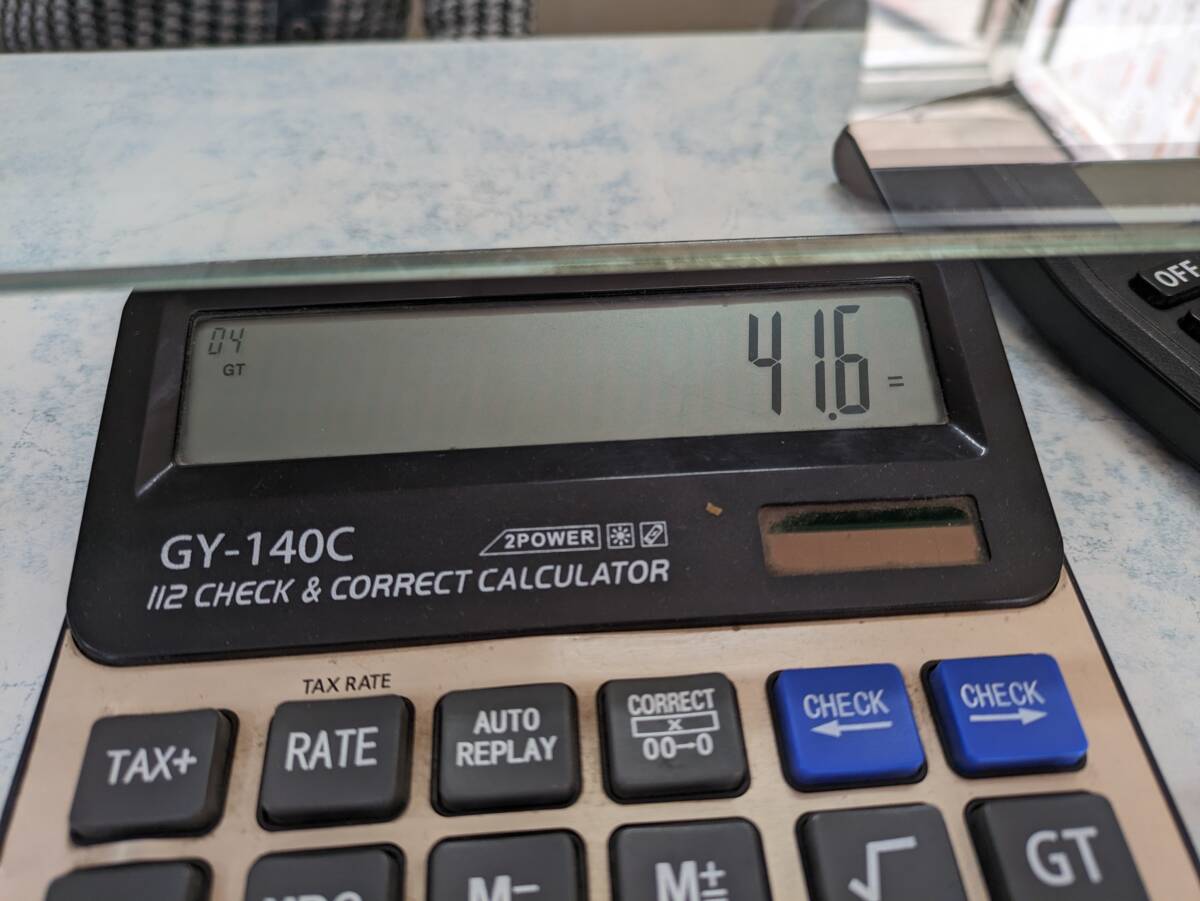 OFF
04
GT
41.6 =
GY-140C
2POWER
112 CHECK & CORRECT CALCULATOR
TAX RATE
TAX+
RATE
AUTO
REPLAY
CORRECT
x
00→0
CHECK
←
CHECK
→
M−
M±
√
GT